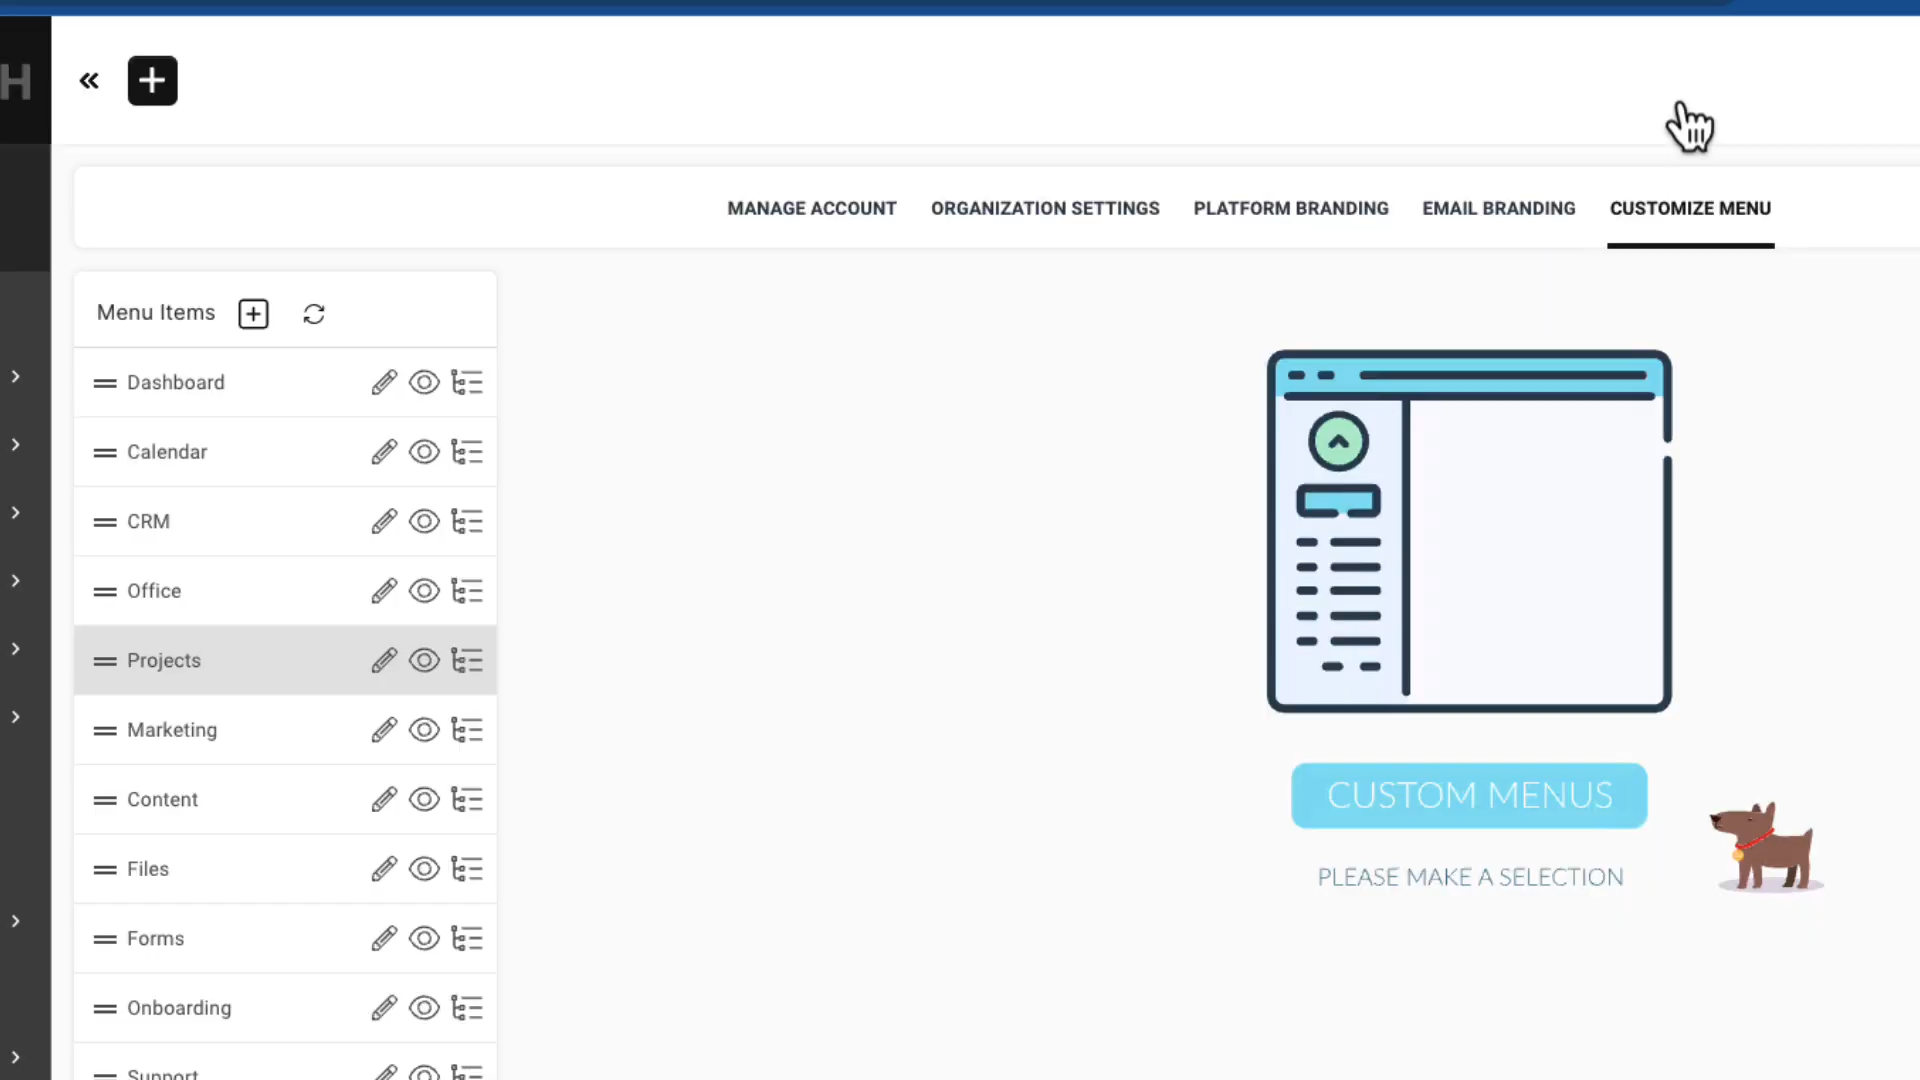 H
MANAGE ACCOUNT ORGANIZATION SETTINGS PLATFORM BRANDING EMAIL BRANDING CUSTOMIZE MENU
Menu Items
Dashboard
Calendar
CRM
Office
Projects
Marketing
Content
Files
Forms
Onboarding
Support
CUSTOM MENUS
PLEASE MAKE A SELECTION